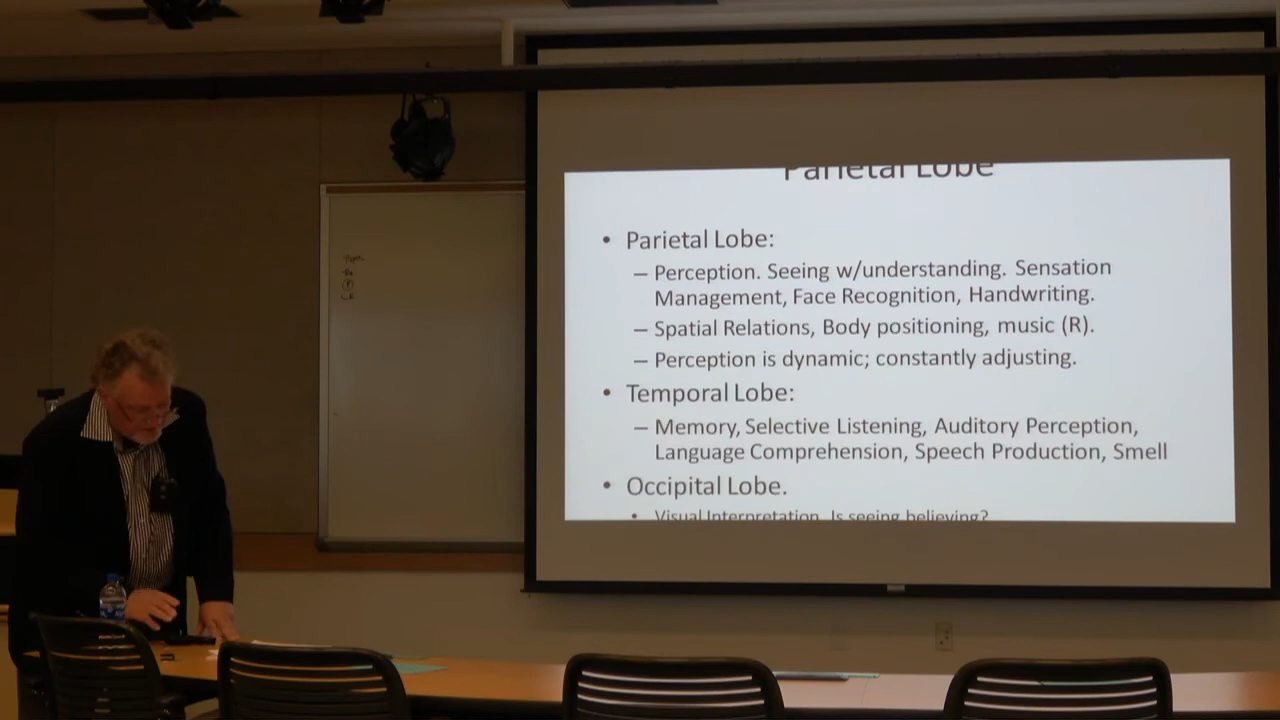 Parietal Lobe
• Parietal Lobe:
– Perception. Seeing w/understanding. Sensation
Management, Face Recognition, Handwriting.
– Spatial Relations, Body positioning, music (R).
– Perception is dynamic; constantly adjusting.
• Temporal Lobe:
– Memory, Selective Listening, Auditory Perception,
Language Comprehension, Speech Production, Smell
• Occipital Lobe.
• Visual Interpretation. Is seeing believing?